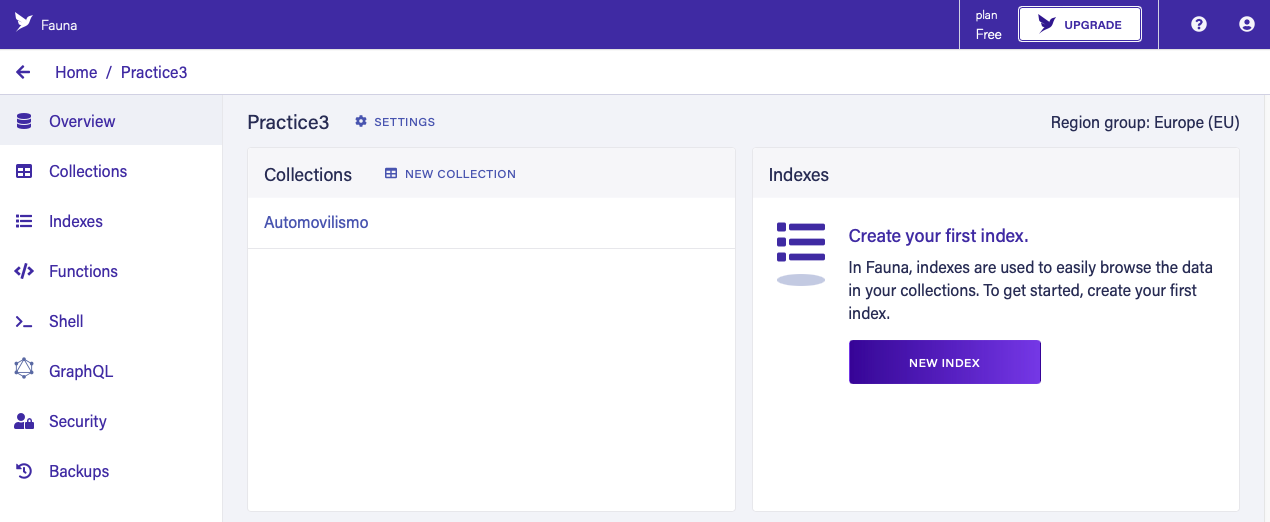 Fauna
plan
Free
UPGRADE
Home / Practice3
Overview
Collections
Indexes
Functions
Shell
GraphQL
Security
Backups
Practice3
SETTINGS
Region group: Europe (EU)
Collections
NEW COLLECTION
Automovilismo
Indexes
Create your first index.
In Fauna, indexes are used to easily browse the data
in your collections. To get started, create your first
index.
NEW INDEX